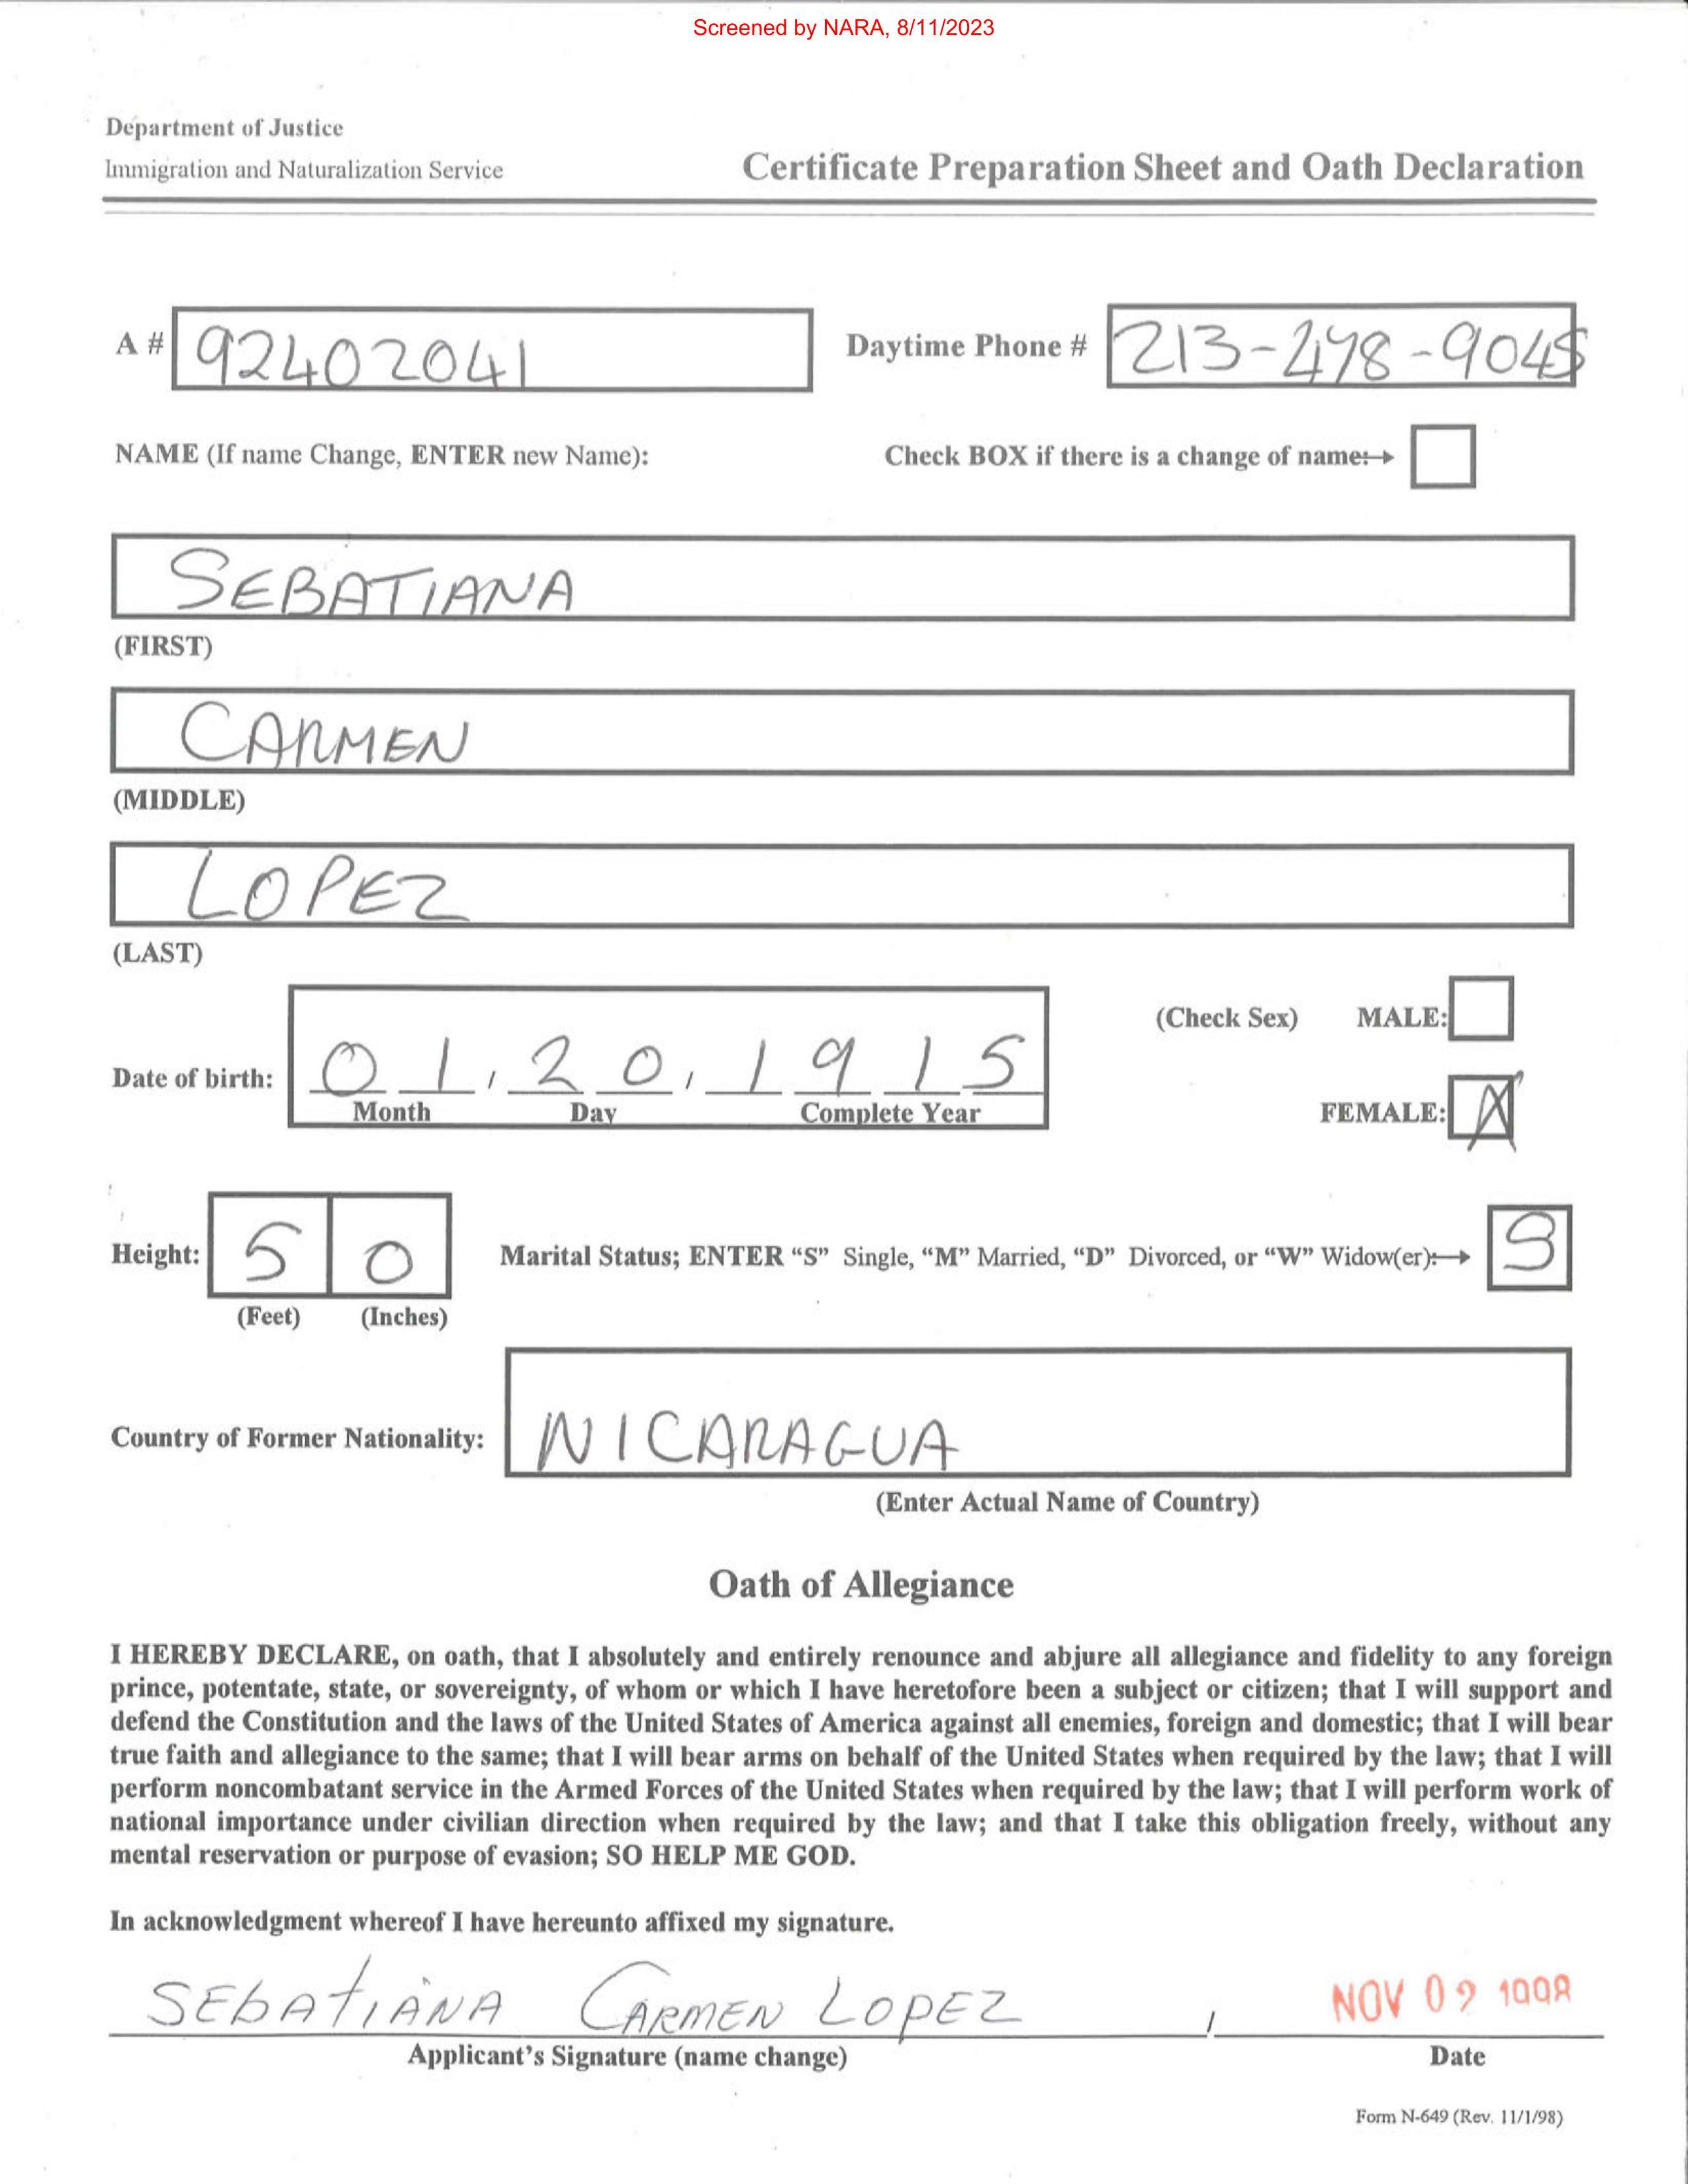 Screened by NARA, 8/11/2023
Department of Justice
Immigration and Naturalization Service
Certificate Preparation Sheet and Oath Declaration
A # 92402041
Daytime Phone # 213-478-9045
NAME (If name Change, ENTER new Name):
Check BOX if there is a change of name:→
SEBATIANA
(FIRST)
CARMEN
(MIDDLE)
LOPEZ
(LAST)
(Check Sex) MALE:
Date of birth: 01, 20, 1915
Month Day Complete Year
FEMALE: X
Height: 5 0
(Feet) (Inches)
Marital Status; ENTER “S” Single, “M” Married, “D” Divorced, or “W” Widow(er):→ S
Country of Former Nationality: NICARAGUA
(Enter Actual Name of Country)
Oath of Allegiance
I HEREBY DECLARE, on oath, that I absolutely and entirely renounce and abjure all allegiance and fidelity to any foreign
prince, potentate, state, or sovereignty, of whom or which I have heretofore been a subject or citizen; that I will support and
defend the Constitution and the laws of the United States of America against all enemies, foreign and domestic; that I will bear
true faith and allegiance to the same; that I will bear arms on behalf of the United States when required by the law; that I will
perform noncombatant service in the Armed Forces of the United States when required by the law; that I will perform work of
national importance under civilian direction when required by the law; and that I take this obligation freely, without any
mental reservation or purpose of evasion; SO HELP ME GOD.
In acknowledgment whereof I have hereunto affixed my signature.
SEbAtiANA CARMEN LOPEZ , NOV 02 1998
Applicant’s Signature (name change) Date
Form N-649 (Rev. 11/1/98)